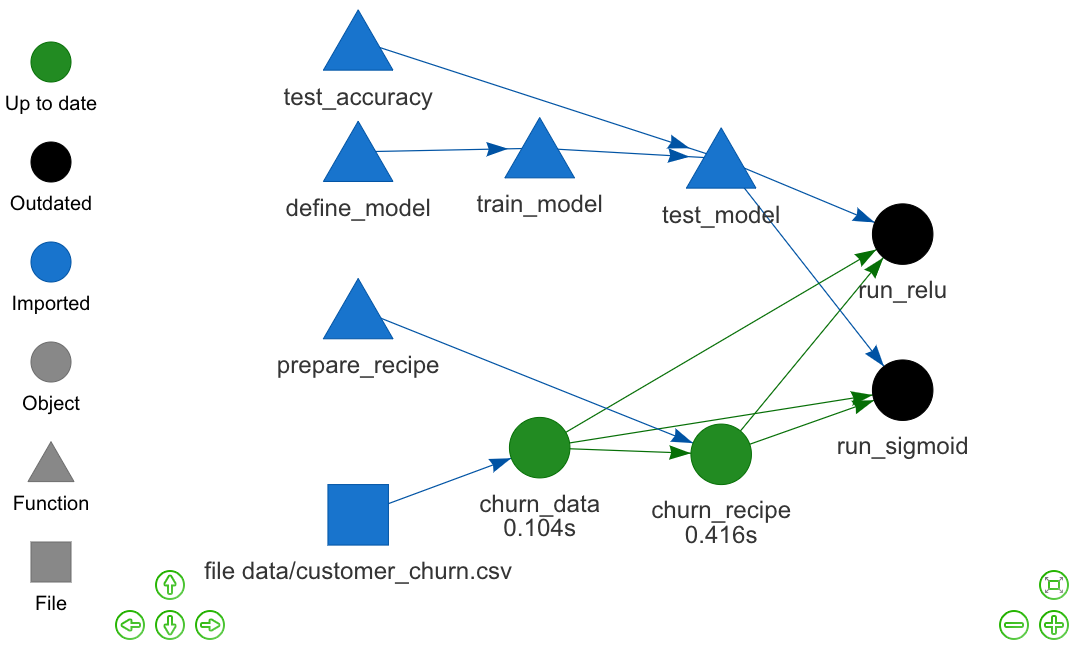 Up to date
Outdated
Imported
Object
Function
File
test_accuracy
define_model
train_model
test_model
run_relu
prepare_recipe
run_sigmoid
churn_data
0.104s
churn_recipe
0.416s
file data/customer_churn.csv